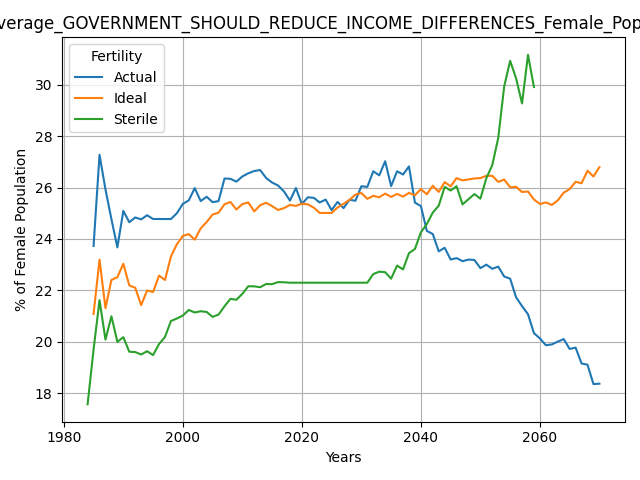 verage_GOVERNMENT_SHOULD_REDUCE_INCOME_DIFFERENCES_Female_Pop
Fertility
Actual
Ideal
Sterile
% of Female Population
30
28
26
24
22
20
18
1980
2000
2020
2040
2060
Years